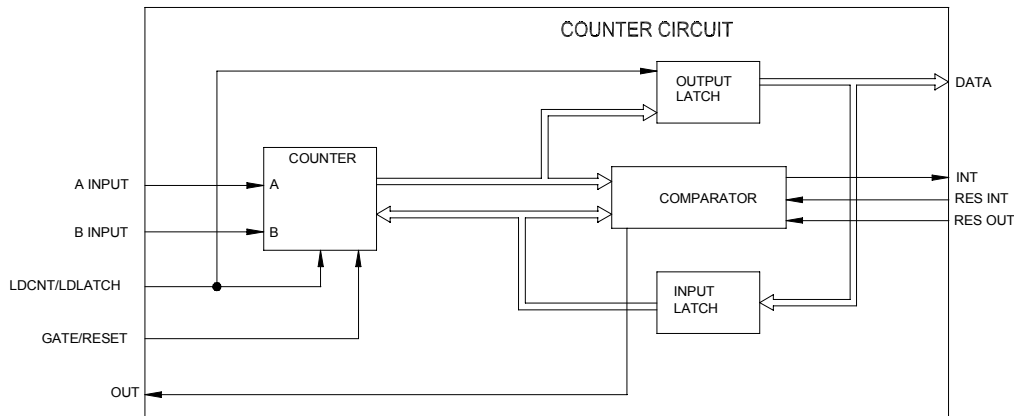 COUNTER CIRCUIT
OUTPUT
LATCH
DATA
COUNTER
A INPUT
A
COMPARATOR
INT
RES INT
B INPUT
B
RES OUT
LDCNT/LDLATCH
INPUT
LATCH
GATE/RESET
OUT